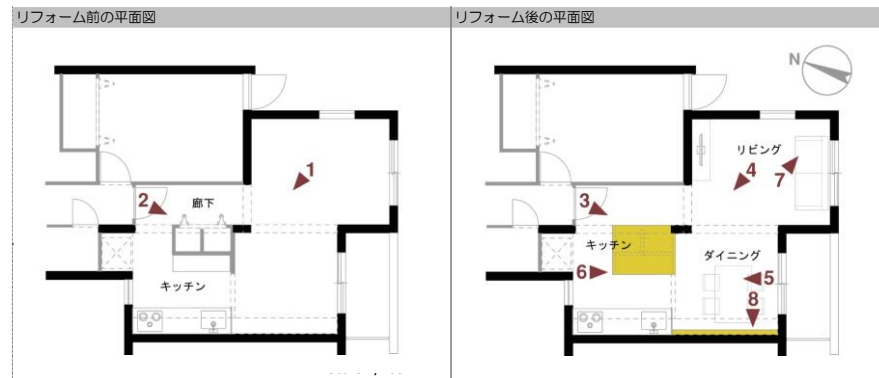 リフォーム前の平面図
1
2
廊下
キッチン
リフォーム後の平面図
N
リビング
4
7
3
キッチン
ダイニング
6
5
8